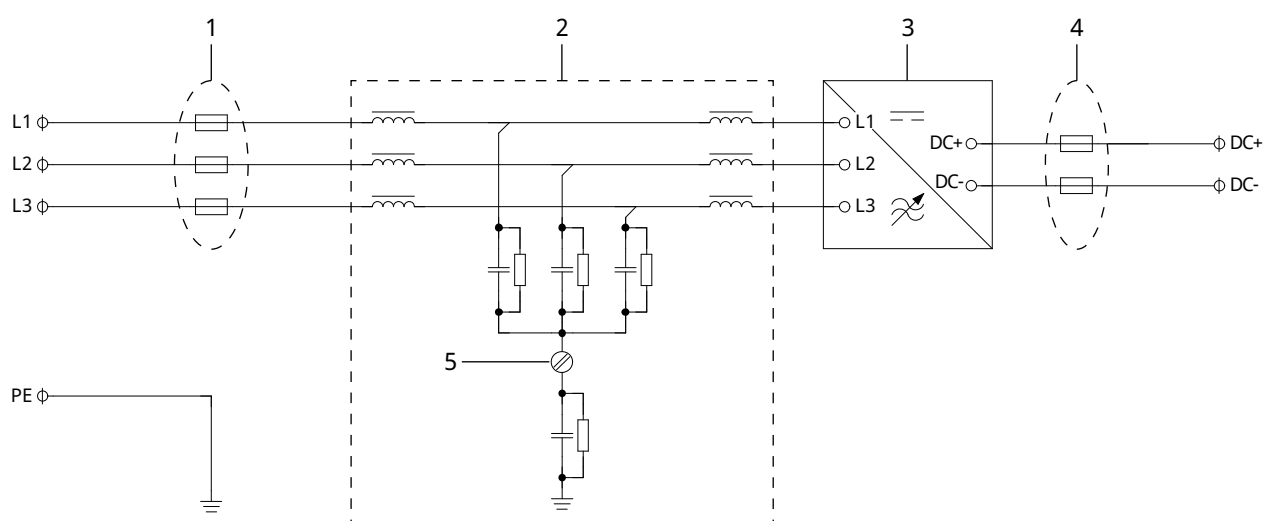 1 2 3 4
L1 L1 DC+ DC+
L2 L2
L3 L3 DC- DC-
5
PE